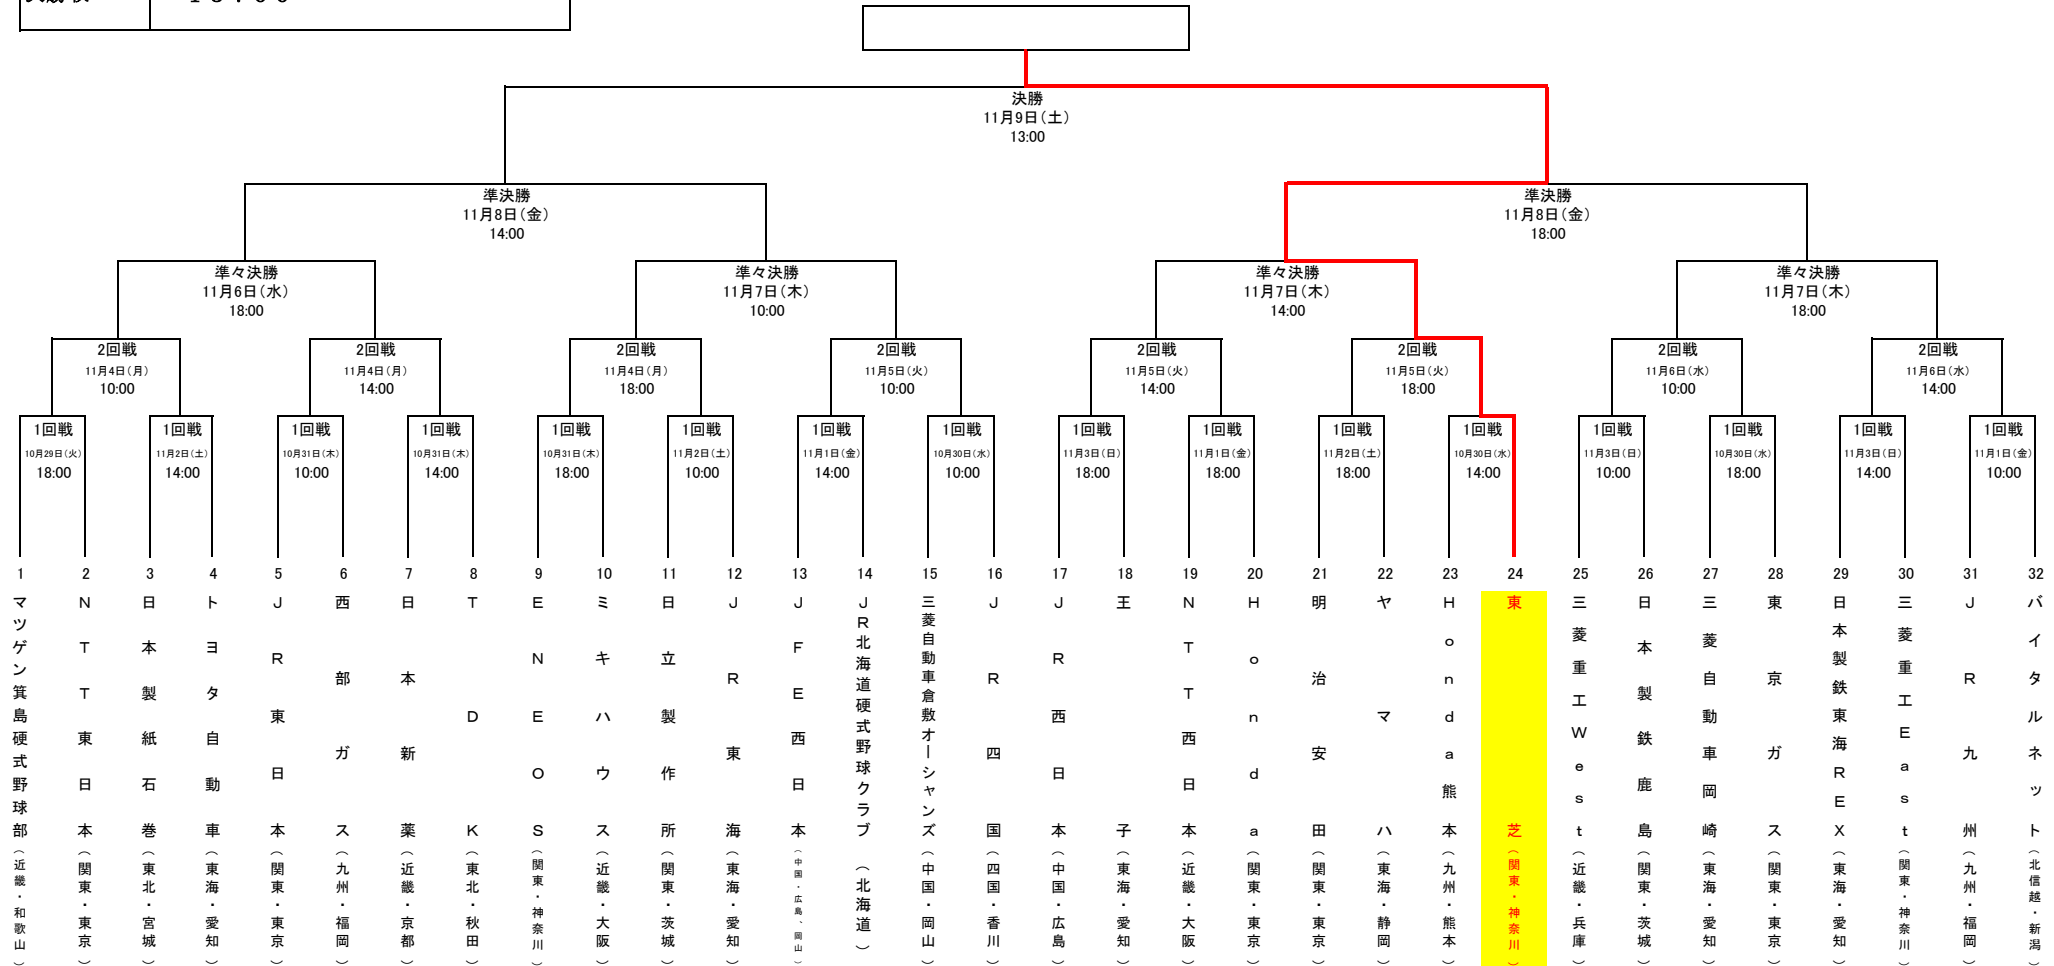 13:00
決勝
11月9日（土）
13:00
準決勝
11月8日（金）
14:00
準決勝
11月8日（金）
18:00
準々決勝
11月6日（水）
18:00
準々決勝
11月7日（木）
10:00
準々決勝
11月7日（木）
14:00
準々決勝
11月7日（木）
18:00
2回戦
11月4日（月）
10:00
2回戦
11月4日（月）
14:00
2回戦
11月4日（月）
18:00
2回戦
11月5日（火）
10:00
2回戦
11月5日（火）
14:00
2回戦
11月5日（火）
18:00
2回戦
11月6日（水）
10:00
2回戦
11月6日（水）
14:00
1回戦
10月29日（火）
18:00
1回戦
11月2日（土）
14:00
1回戦
10月31日（木）
10:00
1回戦
10月31日（木）
14:00
1回戦
10月31日（木）
18:00
1回戦
11月2日（土）
10:00
1回戦
11月1日（金）
14:00
1回戦
10月30日（水）
10:00
1回戦
11月3日（日）
18:00
1回戦
11月1日（金）
18:00
1回戦
11月2日（土）
18:00
1回戦
10月30日（水）
14:00
1回戦
11月3日（日）
10:00
1回戦
10月30日（水）
18:00
1回戦
11月3日（日）
14:00
1回戦
11月1日（金）
10:00
1 マツゲン箕島硬式野球部（近畿・和歌山）
2 ＮＴＴ東日本（関東・東京）
3 日本製紙石巻（東北・宮城）
4 トヨタ自動車（東海・愛知）
5 ＪＲ東日本（関東・東京）
6 西部ガス（九州・福岡）
7 日本新薬（近畿・京都）
8 ＴＤＫ（東北・秋田）
9 ＥＮＥＯＳ（関東・神奈川）
10 ミキハウス（近畿・大阪）
11 日立製作所（関東・茨城）
12 ＪＲ東海（東海・愛知）
13 ＪＦＥ西日本（中国・広島、岡山）
14 ＪＲ北海道硬式野球クラブ（北海道）
15 三菱自動車倉敷オーシャンズ（中国・岡山）
16 ＪＲ四国（四国・香川）
17 ＪＲ西日本（中国・広島）
18 王子（東海・愛知）
19 ＮＴＴ西日本（近畿・大阪）
20 Ｈｏｎｄａ（関東・東京）
21 明治安田（関東・東京）
22 ヤマハ（東海・静岡）
23 Ｈｏｎｄａ熊本（九州・熊本）
24 東芝（関東・神奈川）
25 三菱重工Ｗｅｓｔ（近畿・兵庫）
26 日本製鉄鹿島（関東・茨城）
27 三菱自動車岡崎（東海・愛知）
28 東京ガス（関東・東京）
29 日本製鉄東海ＲＥＸ（東海・愛知）
30 三菱重工Ｅａｓｔ（関東・神奈川）
31 ＪＲ九州（九州・福岡）
32 バイタルネット（北信越・新潟）